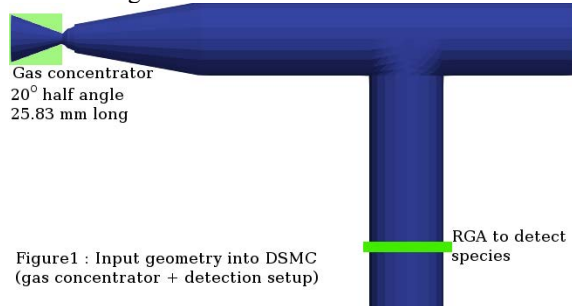 Gas concentrator
20° half angle
25.83 mm long
RGA to detect
species
Figure1 : Input geometry into DSMC
(gas concentrator + detection setup)